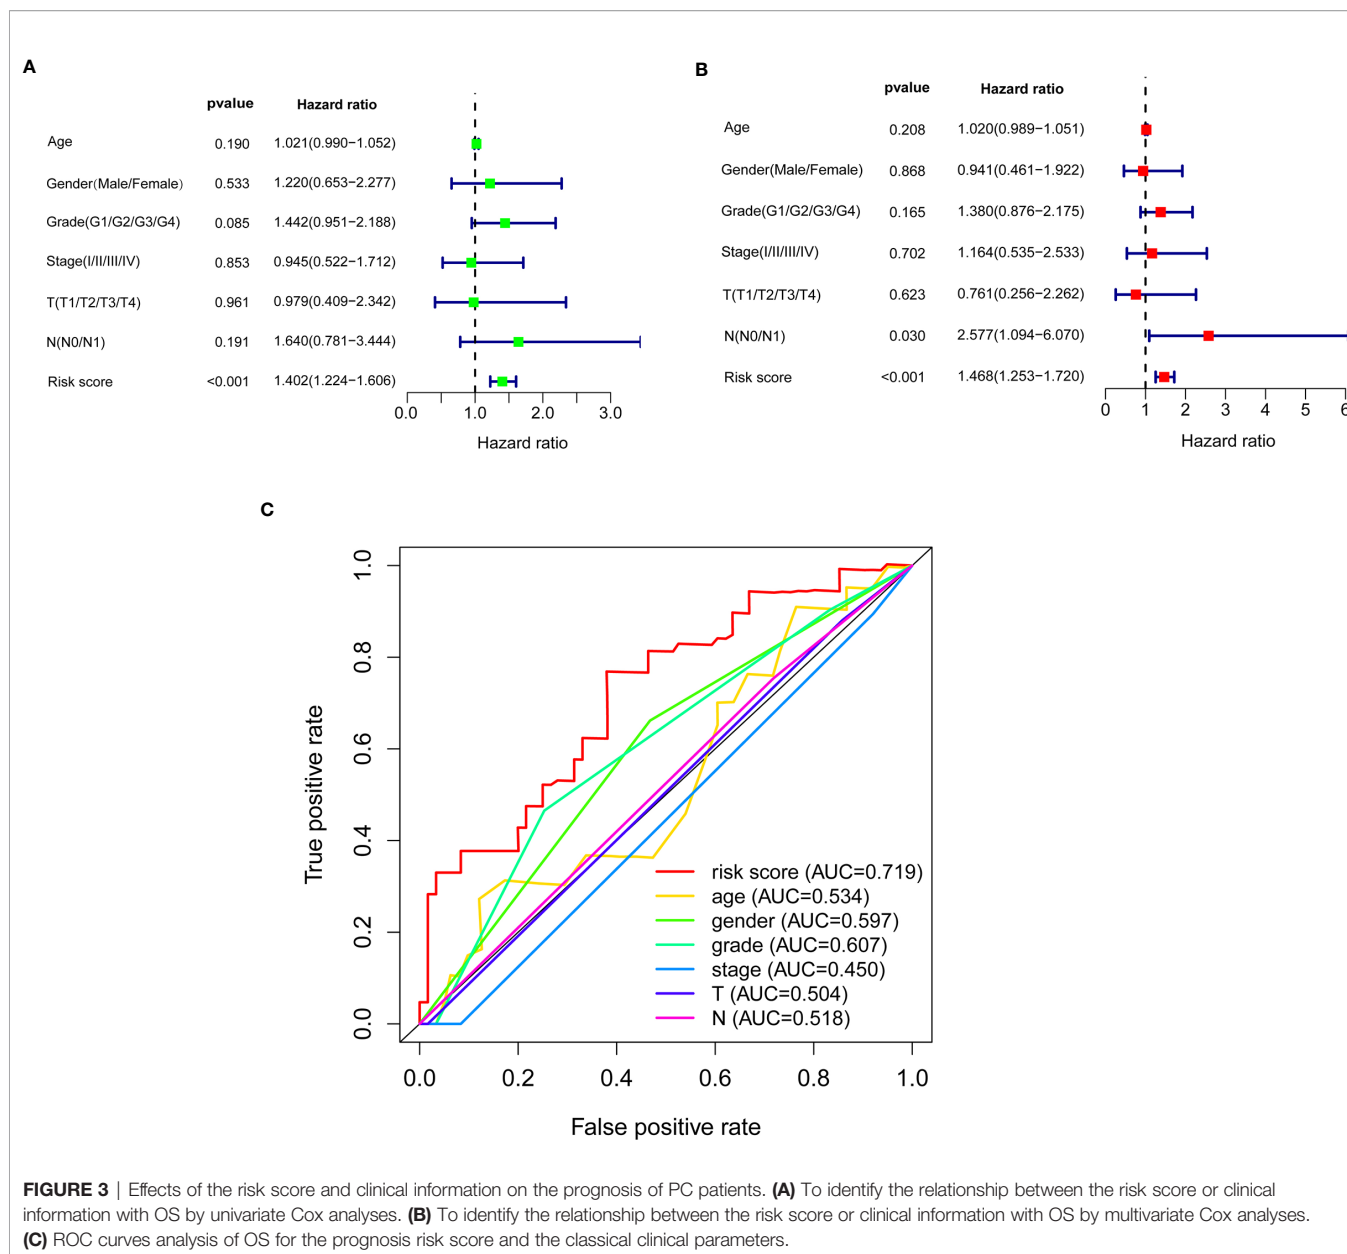 A
pvalue Hazard ratio
Age 0.190 1.021(0.990−1.052)
Gender(Male/Female) 0.533 1.220(0.653−2.277)
Grade(G1/G2/G3/G4) 0.085 1.442(0.951−2.188)
Stage(I/II/III/IV) 0.853 0.945(0.522−1.712)
T(T1/T2/T3/T4) 0.961 0.979(0.409−2.342)
N(N0/N1) 0.191 1.640(0.781−3.444)
Risk score <0.001 1.402(1.224−1.606)
0.0 1.0 2.0 3.0
Hazard ratio
B
pvalue Hazard ratio
Age 0.208 1.020(0.989−1.051)
Gender(Male/Female) 0.868 0.941(0.461−1.922)
Grade(G1/G2/G3/G4) 0.165 1.380(0.876−2.175)
Stage(I/II/III/IV) 0.702 1.164(0.535−2.533)
T(T1/T2/T3/T4) 0.623 0.761(0.256−2.262)
N(N0/N1) 0.030 2.577(1.094−6.070)
Risk score <0.001 1.468(1.253−1.720)
0 1 2 3 4 5 6
Hazard ratio
C
1.0
0.8
0.6
0.4
0.2
0.0
True positive rate
risk score (AUC=0.719)
age (AUC=0.534)
gender (AUC=0.597)
grade (AUC=0.607)
stage (AUC=0.450)
T (AUC=0.504)
N (AUC=0.518)
0.0 0.2 0.4 0.6 0.8 1.0
False positive rate
FIGURE 3 | Effects of the risk score and clinical information on the prognosis of PC patients. (A) To identify the relationship between the risk score or clinical
information with OS by univariate Cox analyses. (B) To identify the relationship between the risk score or clinical information with OS by multivariate Cox analyses.
(C) ROC curves analysis of OS for the prognosis risk score and the classical clinical parameters.